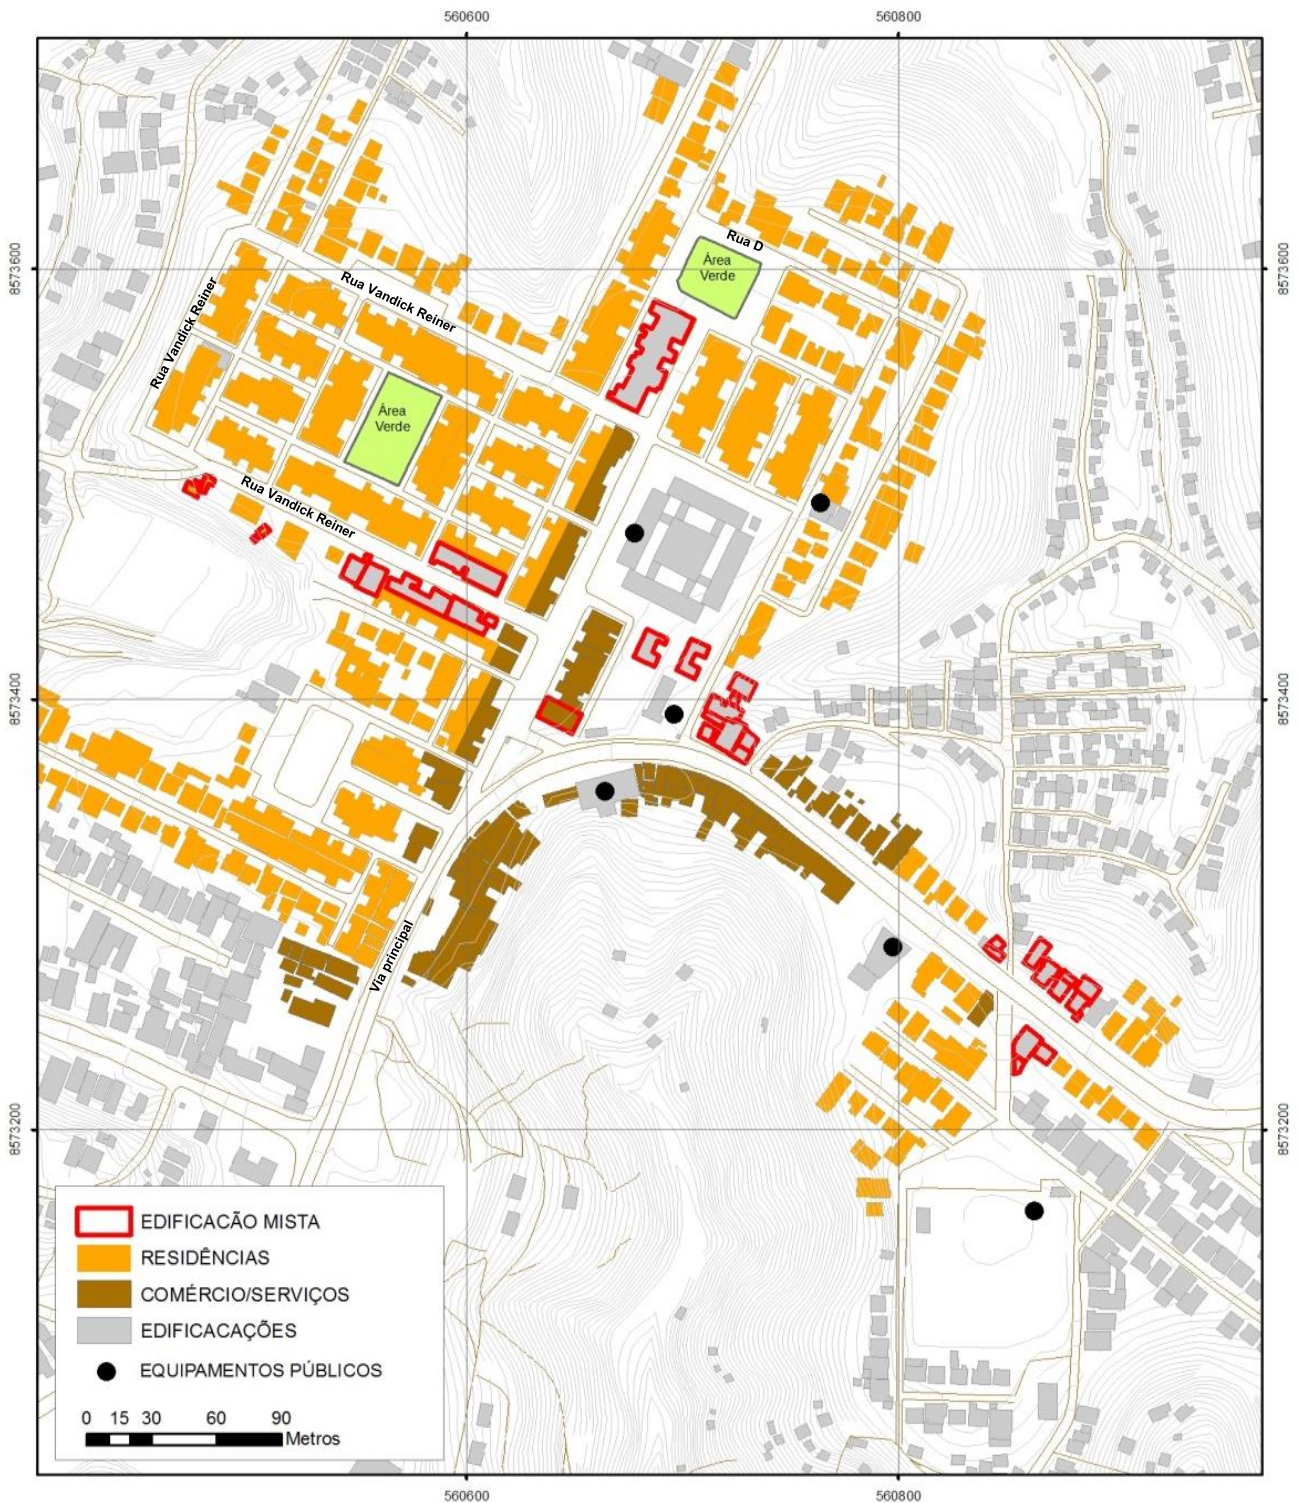 560600
560800
Rua D
Área
Verde
8573600
8573600
Rua Vandick Reiner
Rua Vandick Reiner
Área
Verde
Rua Vandick Reiner
8573400
8573400
Via principal
8573200
8573200
EDIFICACÃO MISTA
RESIDÊNCIAS
COMÉRCIO/SERVIÇOS
EDIFICACAÇÕES
EQUIPAMENTOS PÚBLICOS
0 15 30 60 90
Metros
560600
560800